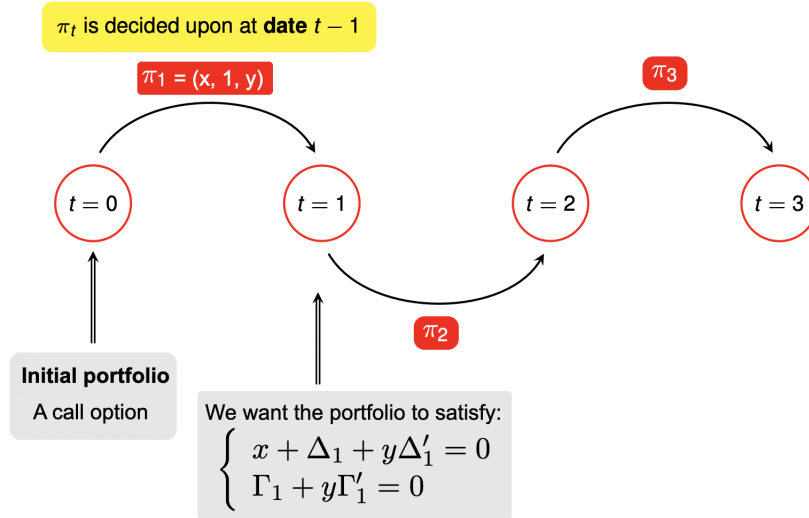 π_t is decided upon at date t − 1
π_1 = (x, 1, y)
π_3
t = 0
t = 1
t = 2
t = 3
π_2
Initial portfolio
A call option
We want the portfolio to satisfy:
x + Δ_1 + yΔ′_1 = 0
Γ_1 + yΓ′_1 = 0